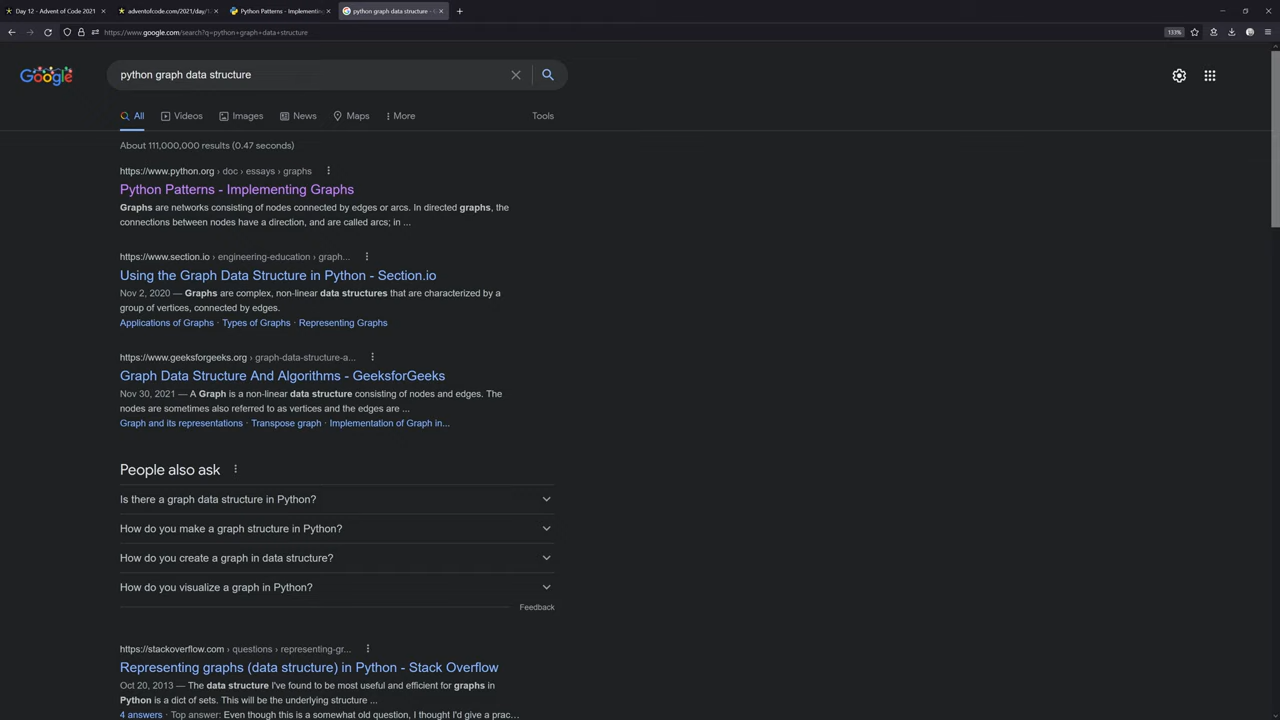 Day 12 - Advent of Code 2021
adventofcode.com/2021/day/1
Python Patterns - Implementin
python graph data structure -
https://www.google.com/search?q=python+graph+data+structure
133%
Google
python graph data structure
All
Videos
Images
News
Maps
More
Tools
About 111,000,000 results (0.47 seconds)
https://www.python.org › doc › essays › graphs
Python Patterns - Implementing Graphs
Graphs are networks consisting of nodes connected by edges or arcs. In directed graphs, the
connections between nodes have a direction, and are called arcs; in ...
https://www.section.io › engineering-education › graph...
Using the Graph Data Structure in Python - Section.io
Nov 2, 2020 — Graphs are complex, non-linear data structures that are characterized by a
group of vertices, connected by edges.
Applications of Graphs · Types of Graphs · Representing Graphs
https://www.geeksforgeeks.org › graph-data-structure-a...
Graph Data Structure And Algorithms - GeeksforGeeks
Nov 30, 2021 — A Graph is a non-linear data structure consisting of nodes and edges. The
nodes are sometimes also referred to as vertices and the edges are ...
Graph and its representations · Transpose graph · Implementation of Graph in...
People also ask
Is there a graph data structure in Python?
How do you make a graph structure in Python?
How do you create a graph in data structure?
How do you visualize a graph in Python?
Feedback
https://stackoverflow.com › questions › representing-gr...
Representing graphs (data structure) in Python - Stack Overflow
Oct 20, 2013 — The data structure I've found to be most useful and efficient for graphs in
Python is a dict of sets. This will be the underlying structure ...
4 answers · Top answer: Even though this is a somewhat old question, I thought I'd give a prac...